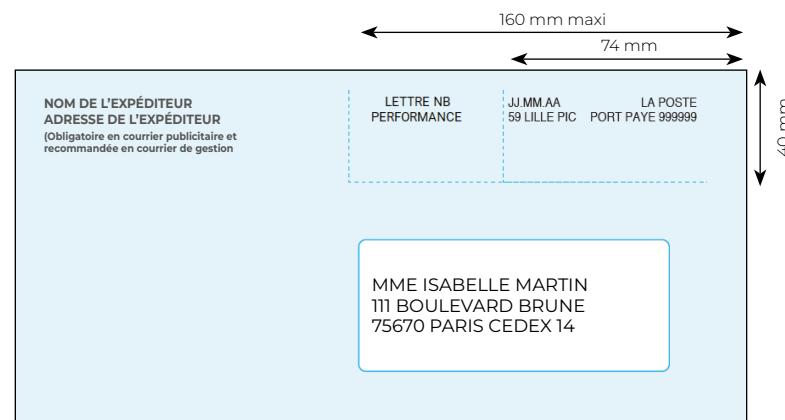 160 mm maxi
74 mm
NOM DE L'EXPÉDITEUR
ADRESSE DE L'EXPÉDITEUR
(Obligatoire en courrier publicitaire et
recommandée en courrier de gestion
LETTRE NB
PERFORMANCE
JJ.MM.AA LA POSTE
59 LILLE PIC PORT PAYE 999999
40 mm
MME ISABELLE MARTIN
111 BOULEVARD BRUNE
75670 PARIS CEDEX 14